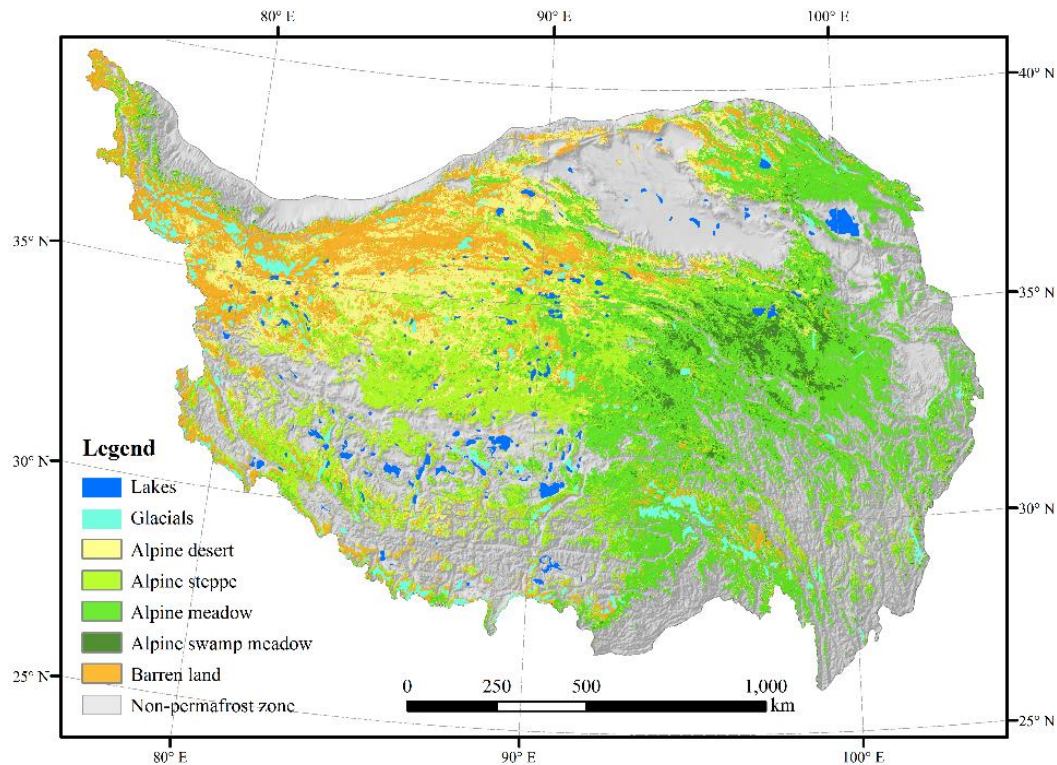 80° E 90° E 100° E
40° N
35° N
35° N
Legend
30° N
Lakes
Glacials
30° N
Alpine desert
Alpine steppe
Alpine meadow
Alpine swamp meadow
25° N
Barren land
0 250 500 1,000
Non-permafrost zone
km
25° N
80° E 90° E 100° E